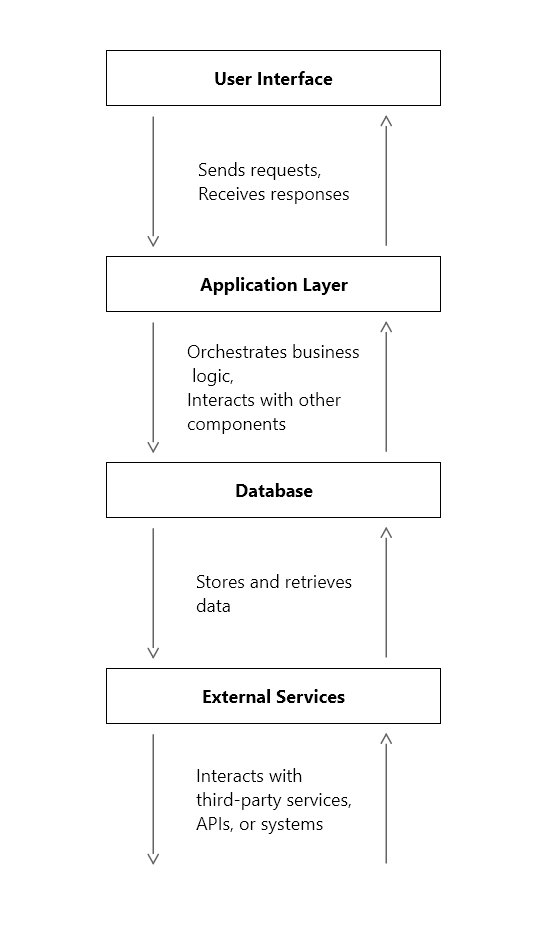 User Interface
Sends requests,
Receives responses
Application Layer
Orchestrates business
logic,
Interacts with other
components
Database
Stores and retrieves
data
External Services
Interacts with
third-party services,
APIs, or systems